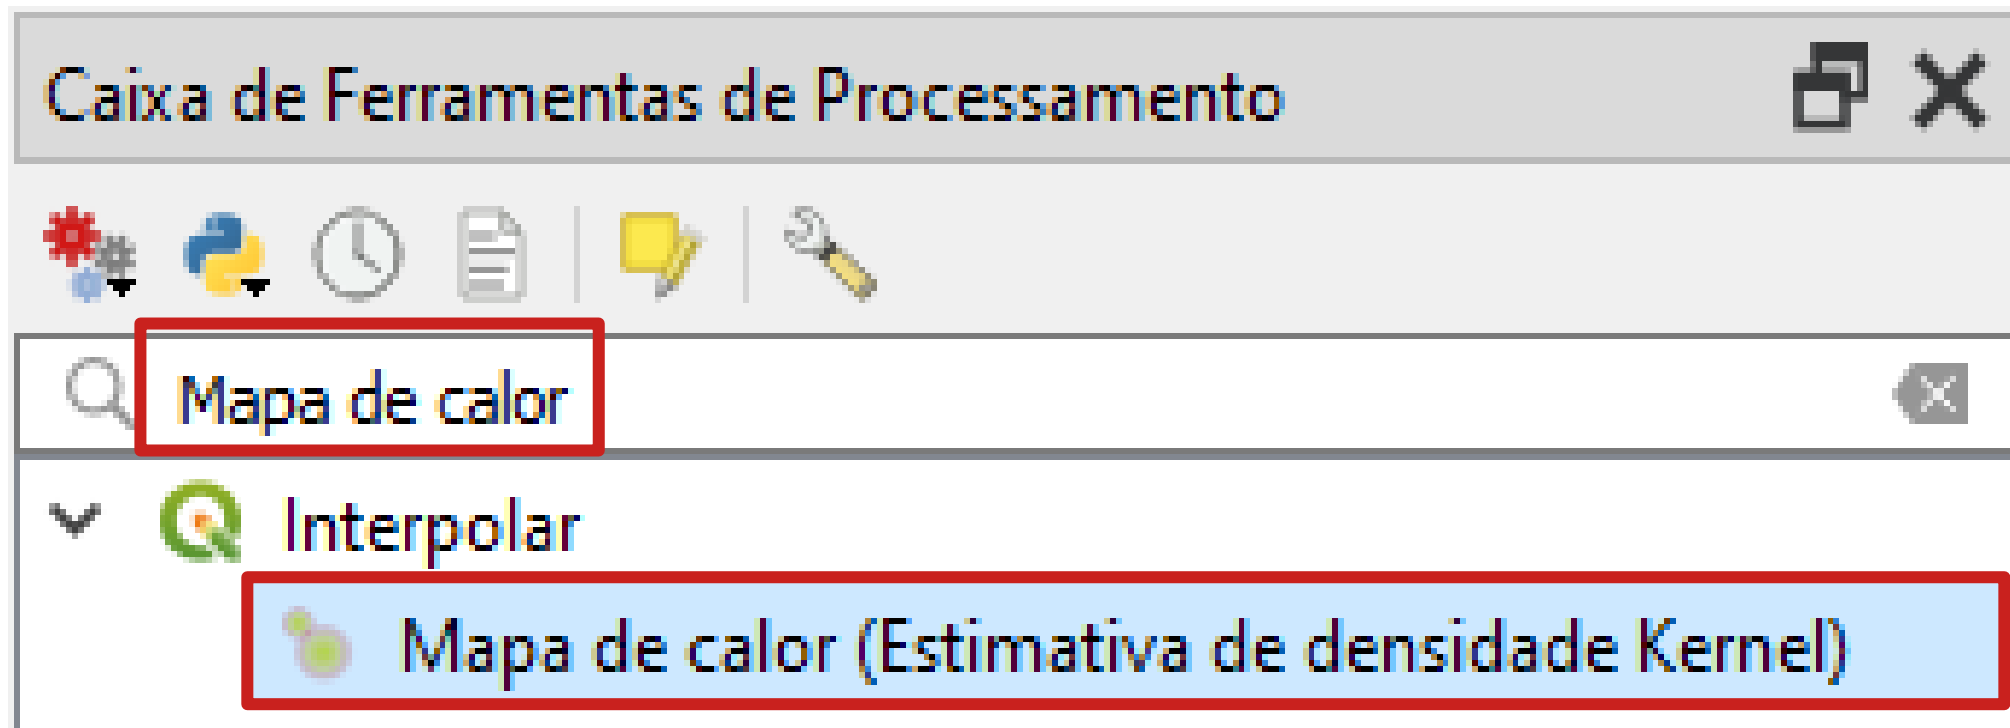 Caixa de Ferramentas de Processamento
Mapa de calor
Interpolar
Mapa de calor (Estimativa de densidade Kernel)